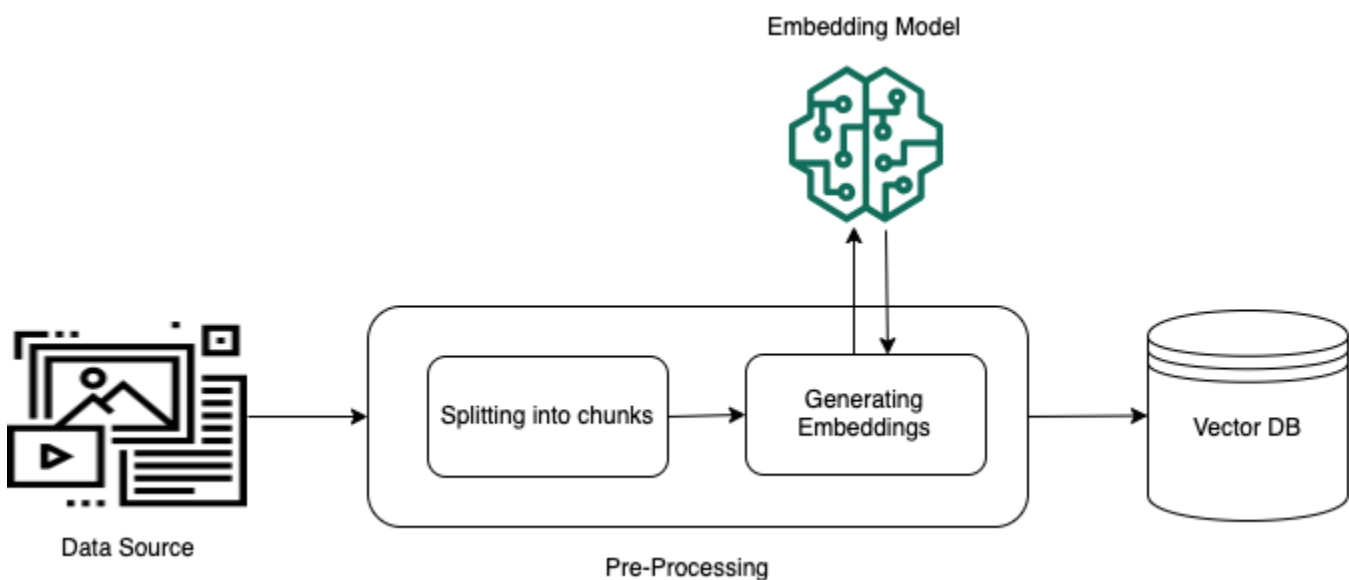 Embedding Model
Splitting into chunks
Generating
Embeddings
Vector DB
Data Source
Pre-Processing